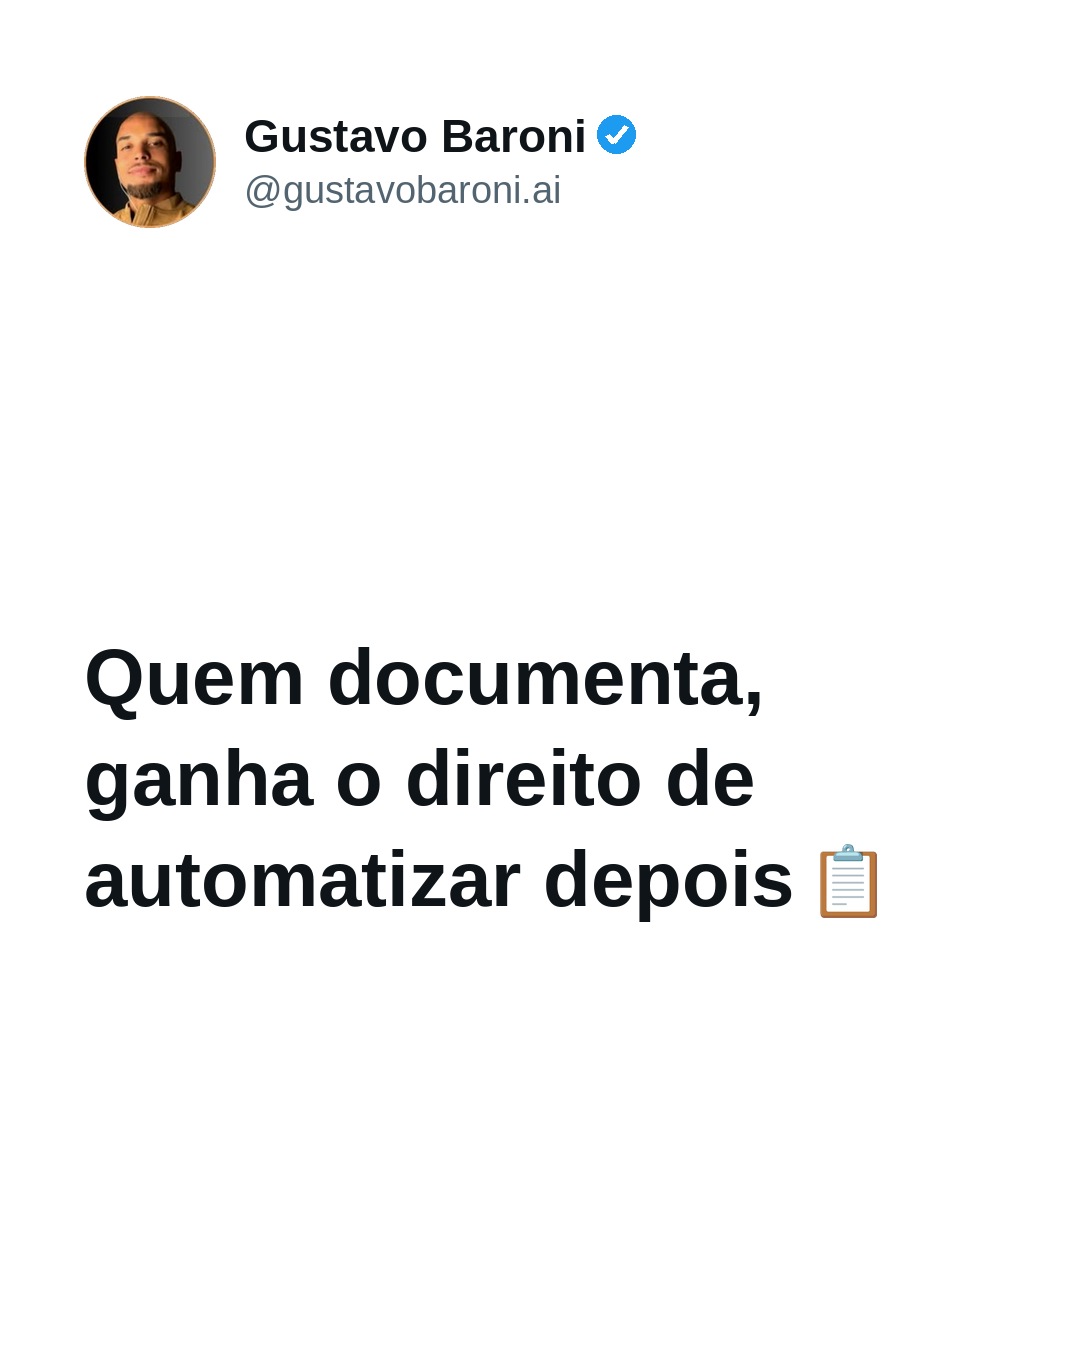 Gustavo Baroni
@gustavobaroni.ai
Quem documenta,
ganha o direito de
automatizar depois 📋